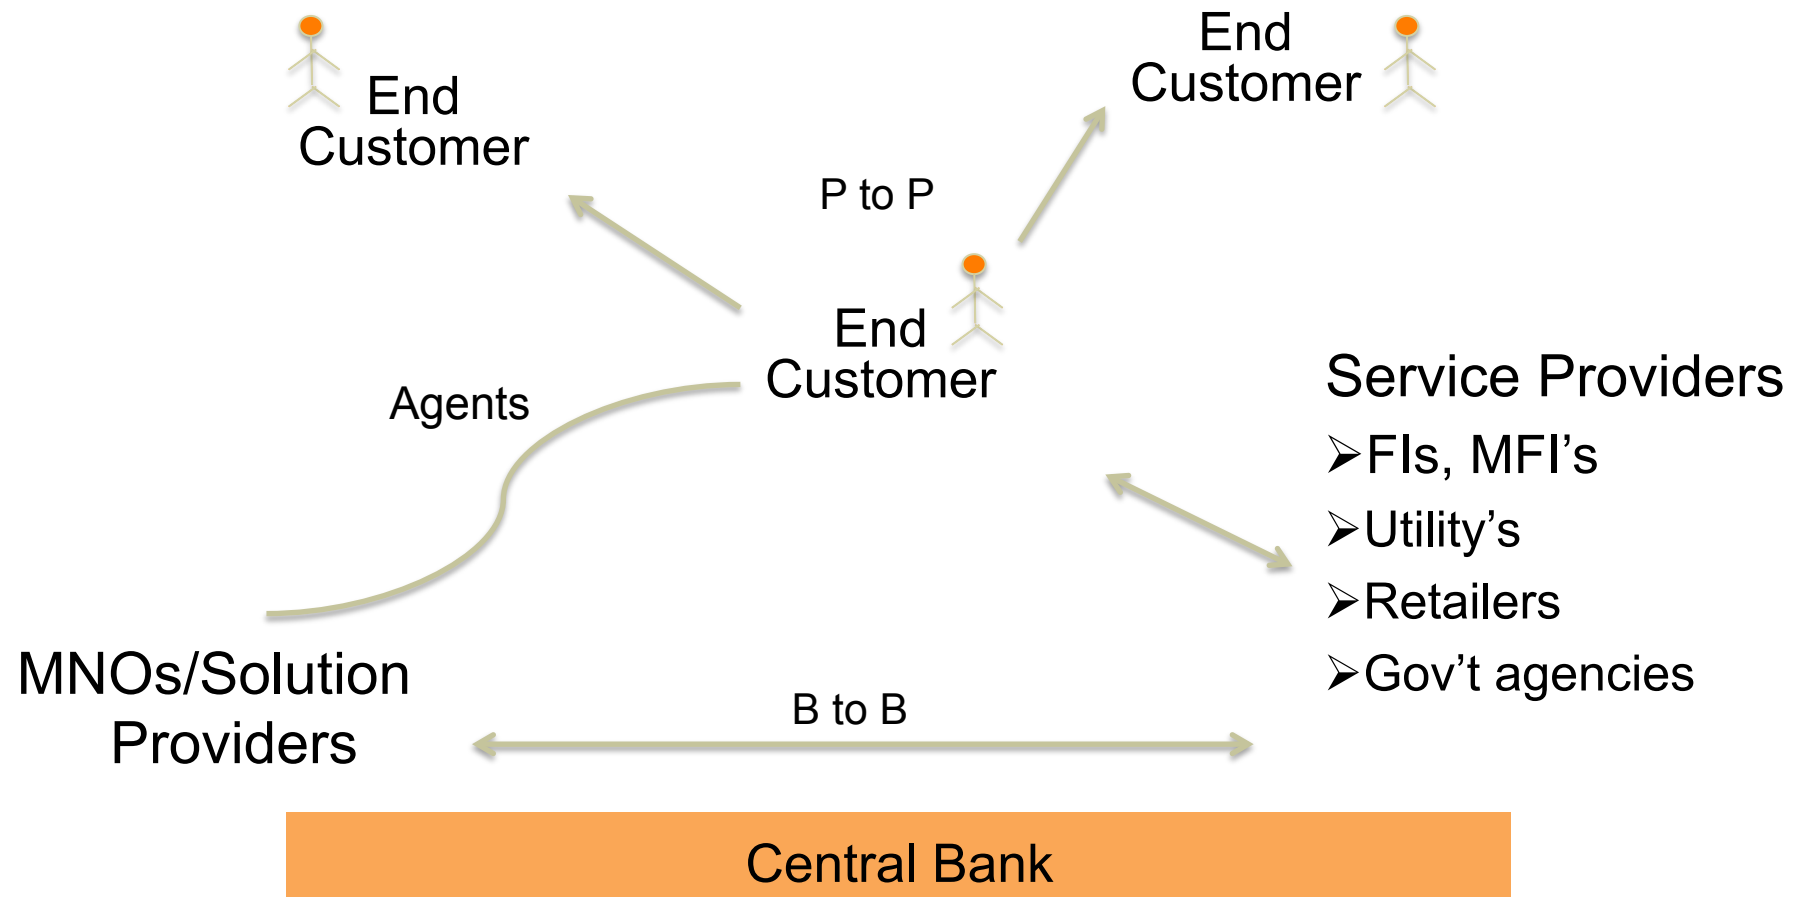 End
Customer
End
Customer
P to P
End
Customer
Agents
Service Providers
➢FIs, MFI’s
➢Utility’s
➢Retailers
➢Gov’t agencies
MNOs/Solution
Providers
B to B
Central Bank